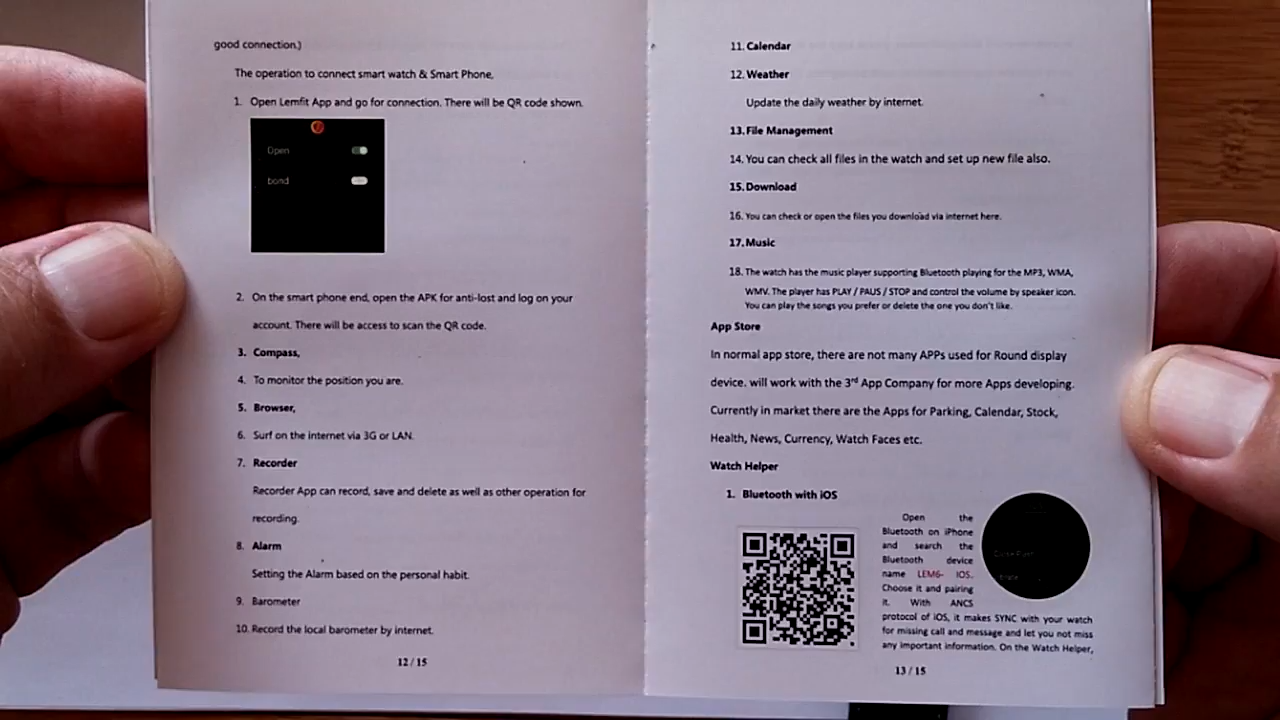 good connection.)
The operation to connect smart watch & Smart Phone,
1. Open Lemfit App and go for connection. There will be QR code shown.
Open
bond
2. On the smart phone end, open the APK for anti-lost and log on your
account. There will be access to scan the QR code.
3. Compass,
4. To monitor the position you are.
5. Browser,
6. Surf on the internet via 3G or LAN.
7. Recorder
Recorder App can record, save and delete as well as other operation for
recording.
8. Alarm
Setting the Alarm based on the personal habit.
9. Barometer
10. Record the local barometer by internet.
12 / 15
11. Calendar
12. Weather
Update the daily weather by internet.
13. File Management
14. You can check all files in the watch and set up new file also.
15. Download
16. You can check or open the files you download via internet here.
17. Music
18. The watch has the music player supporting Bluetooth playing for the MP3, WMA,
WMV. The player has PLAY / PAUS / STOP and control the volume by speaker icon.
You can play the songs you prefer or delete the one you don't like.
App Store
In normal app store, there are not many APPs used for Round display
device. will work with the 3rd App Company for more Apps developing.
Currently in market there are the Apps for Parking, Calendar, Stock,
Health, News, Currency, Watch Faces etc.
Watch Helper
1. Bluetooth with iOS
Open the
Bluetooth on iPhone
and search the
Bluetooth device
name LEM6- IOS.
Choose it and pairing
it. With ANCS
protocol of iOS, it makes SYNC with your watch
for missing call and message and let you not miss
any important information. On the Watch Helper,
13 / 15